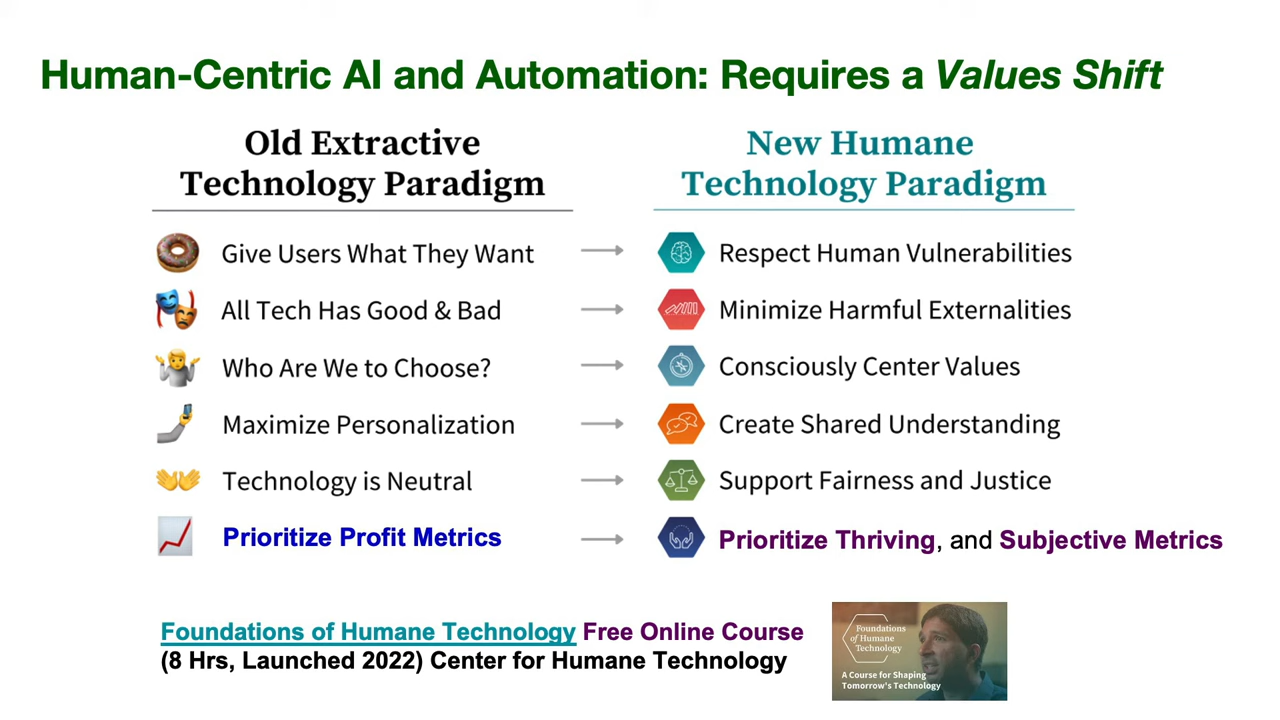 Human-Centric AI and Automation: Requires a Values Shift
Old Extractive
Technology Paradigm
New Humane
Technology Paradigm
Give Users What They Want
Respect Human Vulnerabilities
All Tech Has Good & Bad
Minimize Harmful Externalities
Who Are We to Choose?
Consciously Center Values
Maximize Personalization
Create Shared Understanding
Technology is Neutral
Support Fairness and Justice
Prioritize Profit Metrics
Prioritize Thriving, and Subjective Metrics
Foundations of Humane Technology Free Online Course
(8 Hrs, Launched 2022) Center for Humane Technology
Foundations
of Humane
Technology
A Course for Shaping
Tomorrow's Technology